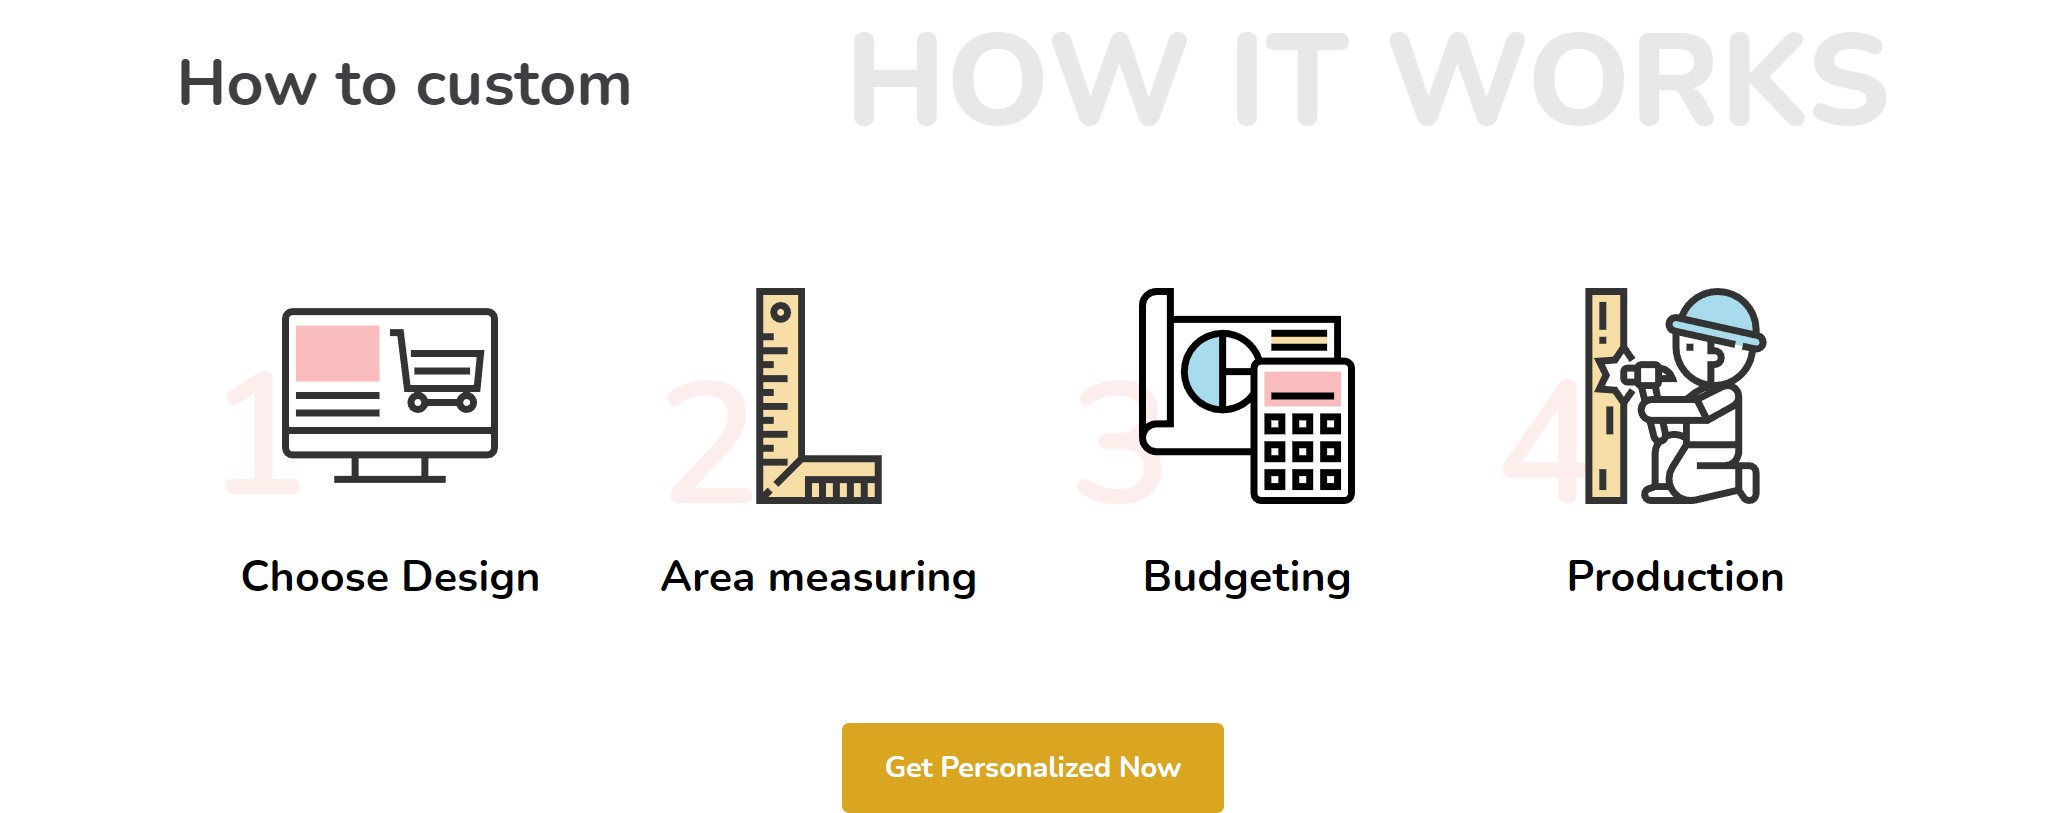 How to custom
HOW IT WORKS
1
2
3
4
Choose Design
Area measuring
Budgeting
Production
Get Personalized Now